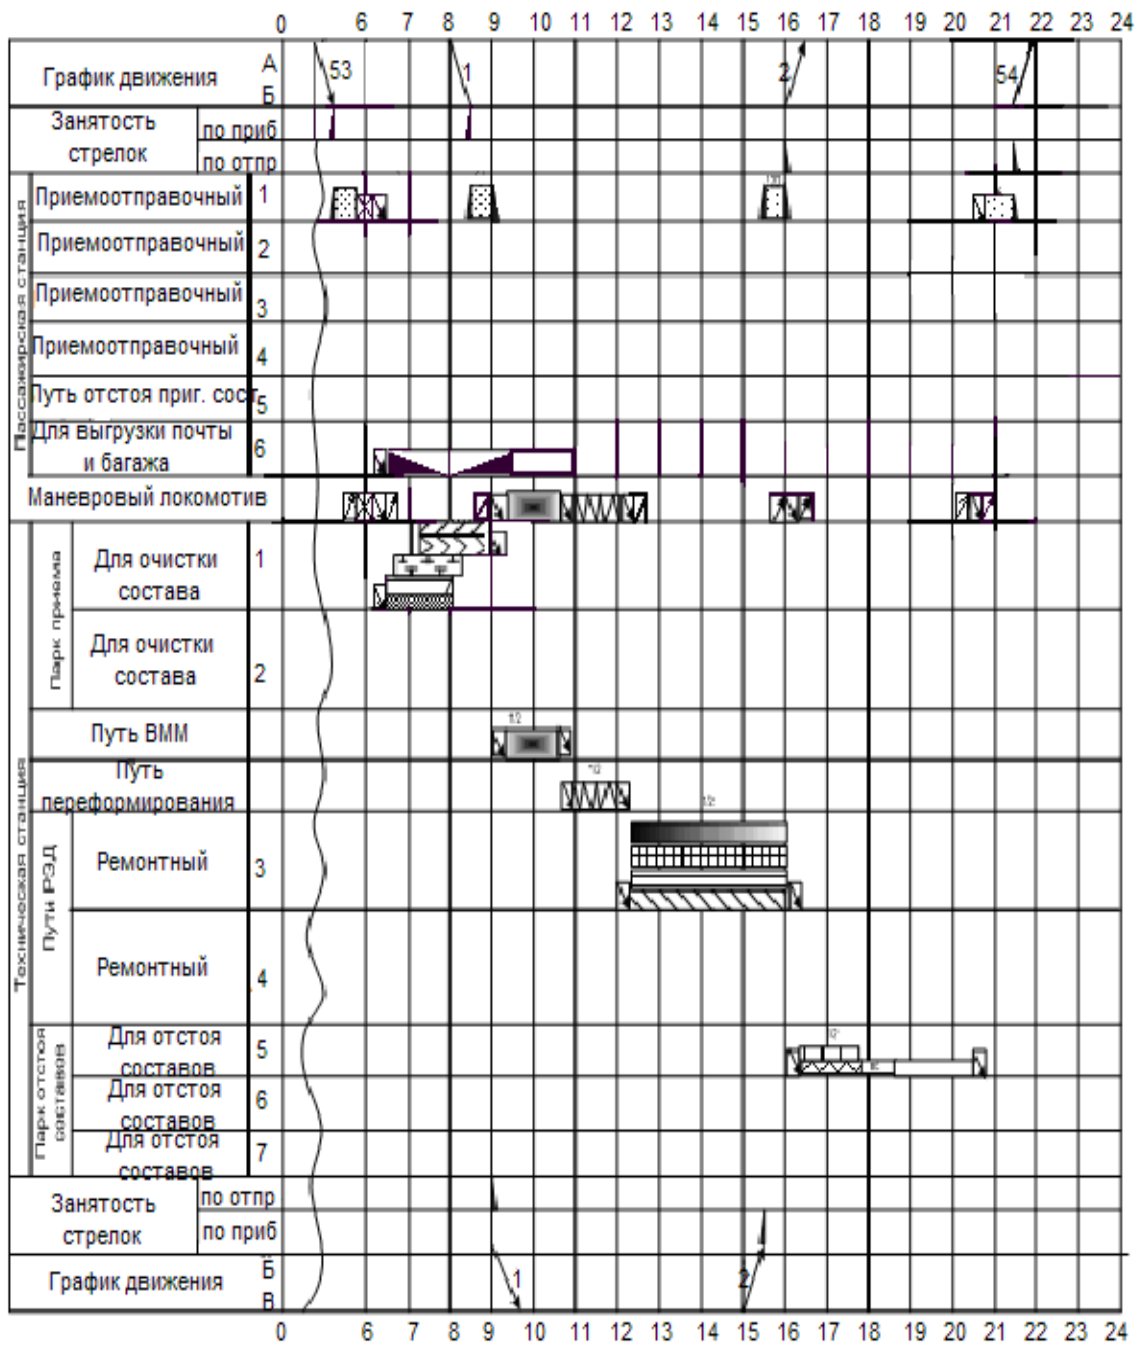 0 6 7 8 9 10 11 12 13 14 15 16 17 18 19 20 21 22 23 24
График движения
А
Б
53
1
2
54
Занятость
стрелок
по приб
по отпр
Пассажирская станция
Приемоотправочный 1
Приемоотправочный 2
Приемоотправочный 3
Приемоотправочный 4
Путь отстоя приг. сост. 5
Для выгрузки почты
и багажа
6
Маневровый локомотив
Техническая станция
Парк приема
Для очистки
состава
1
Для очистки
состава
2
Путь ВММ
1/2
Путь
переформирования
1/2
Пути РЭД
Ремонтный 3
Ремонтный 4
Парк отстоя
составов
Для отстоя
составов
5
Для отстоя
составов
6
Для отстоя
составов
7
Занятость
стрелок
по отпр
по приб
График движения
Б
В
1
2
0 6 7 8 9 10 11 12 13 14 15 16 17 18 19 20 21 22 23 24